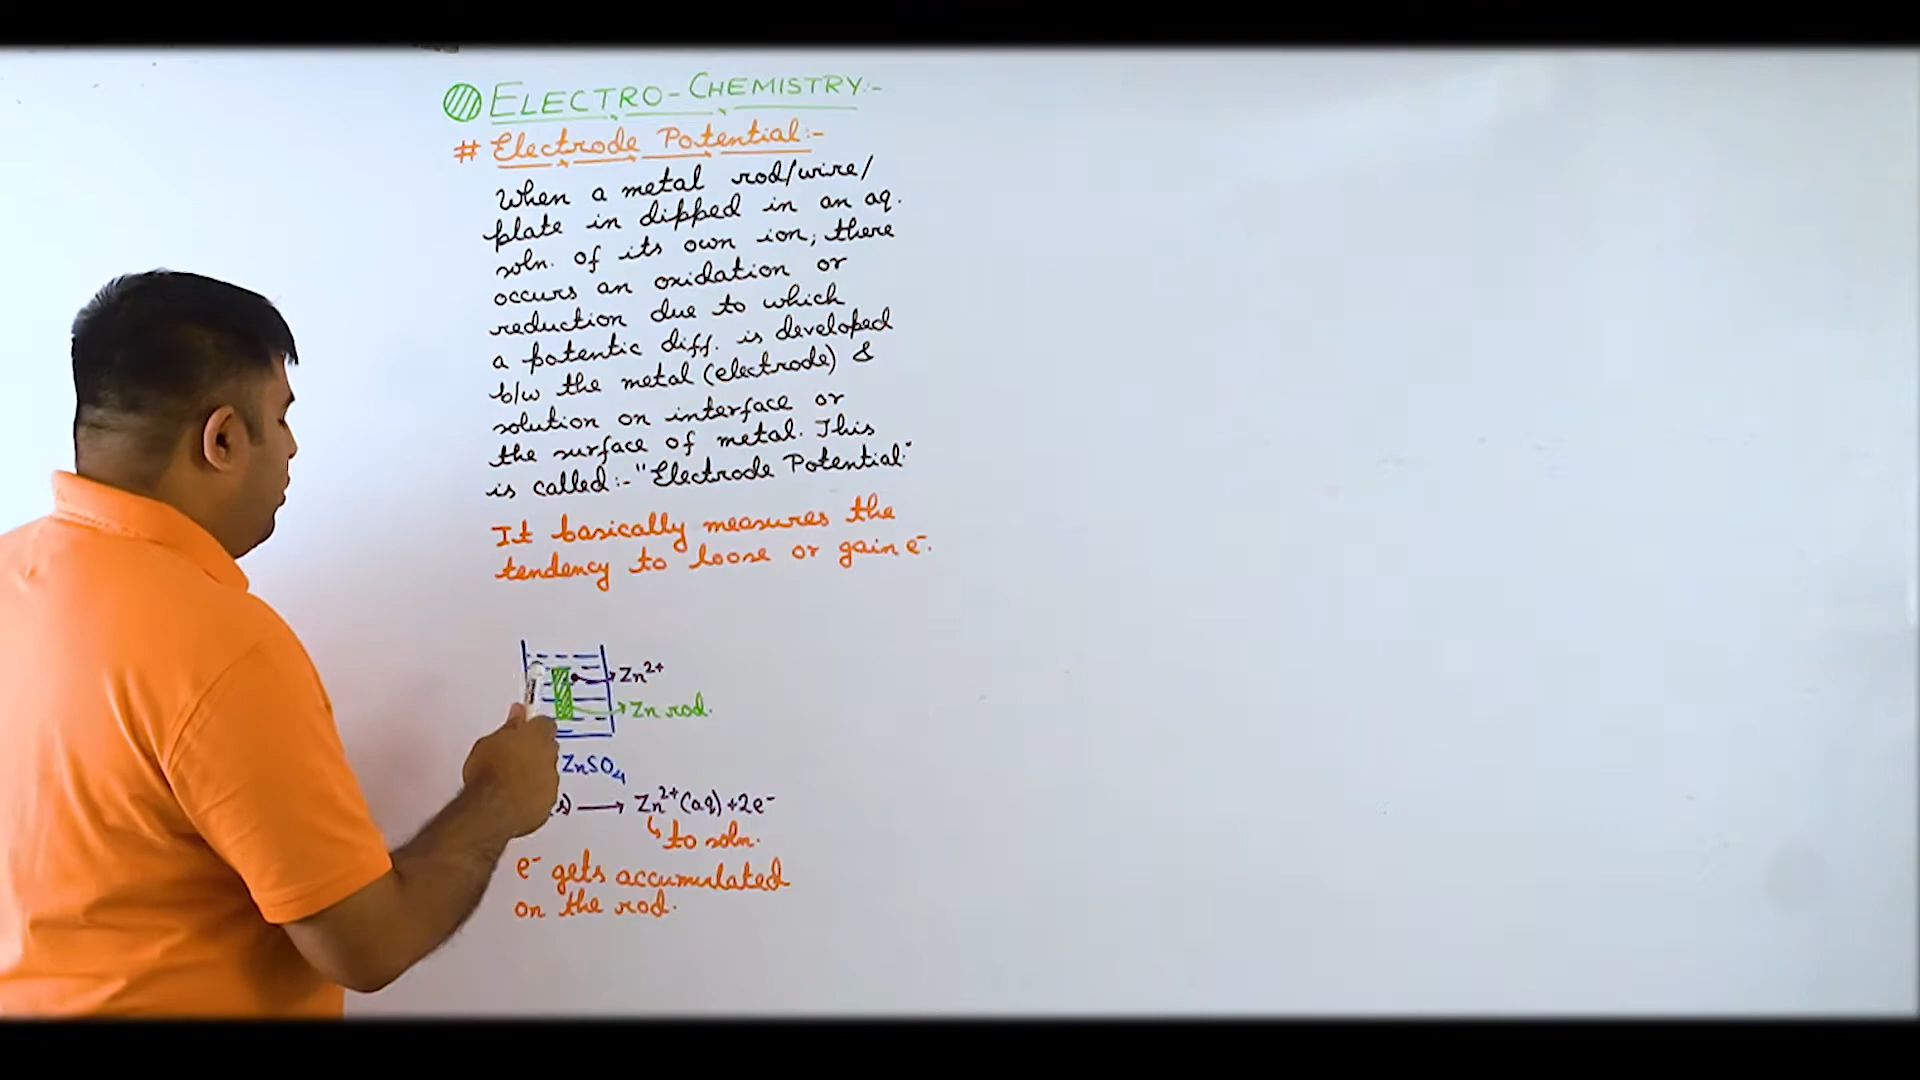 ELECTRO-CHEMISTRY:-
# Electrode Potential:-
When a metal rod/wire/
plate in dipped in an aq.
soln. of its own ion; there
occurs an oxidation or
reduction due to which
a potentic diff. is developed
b/w the metal (electrode) &
solution on interface or
the surface of metal. This
is called:- "Electrode Potential."
It basically measures the
tendency to loose or gain e⁻.
Zn²⁺
Zn rod.
ZnSO₄
(s) → Zn²⁺(aq) + 2e⁻
to soln.
e⁻ gets accumulated
on the rod.